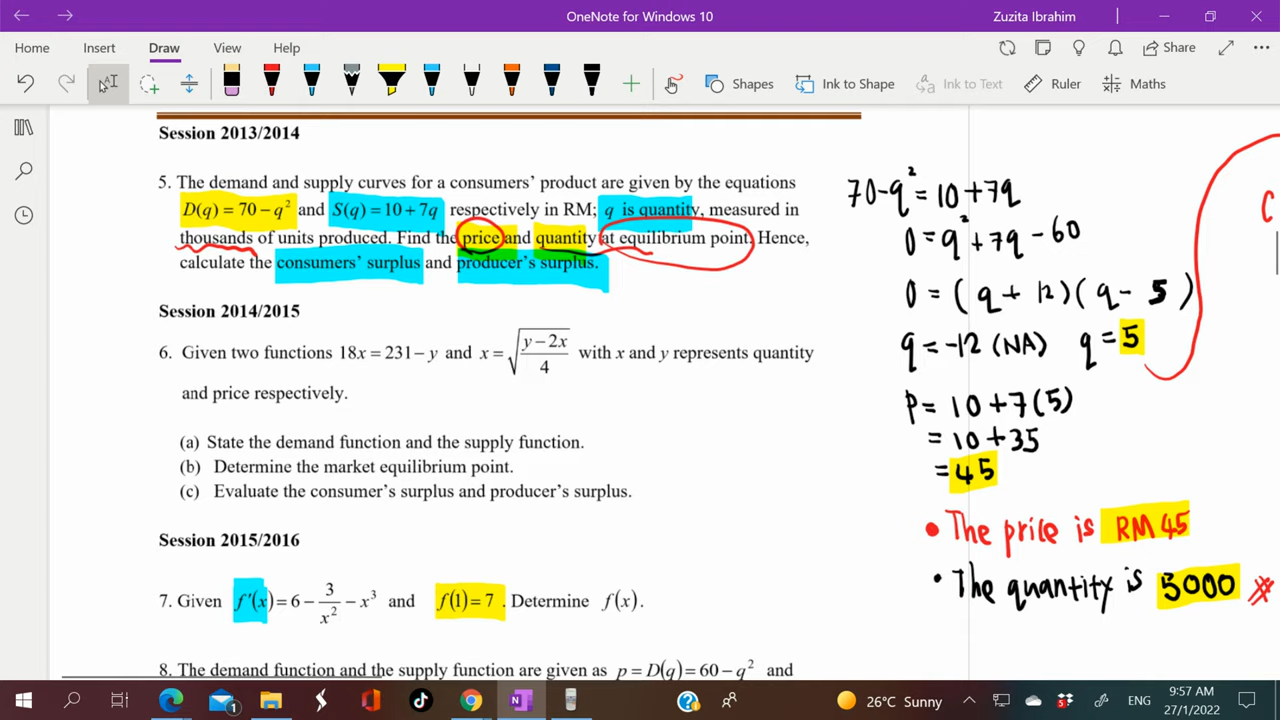 OneNote for Windows 10
Zuzita Ibrahim
Home Insert Draw View Help
Share
Shapes Ink to Shape Ink to Text Ruler Maths
Session 2013/2014
5. The demand and supply curves for a consumers' product are given by the equations
D(q) = 70 − q² and S(q) = 10 + 7q respectively in RM; q is quantity, measured in
thousands of units produced. Find the price and quantity at equilibrium point. Hence,
calculate the consumers' surplus and producer's surplus.
Session 2014/2015
6. Given two functions 18x = 231 − y and x = √((y − 2x)/4) with x and y represents quantity
and price respectively.
(a) State the demand function and the supply function.
(b) Determine the market equilibrium point.
(c) Evaluate the consumer's surplus and producer's surplus.
Session 2015/2016
7. Given f'(x) = 6 − 3/x² − x³ and f(1) = 7. Determine f(x).
8. The demand function and the supply function are given as p = D(q) = 60 − q² and
70 - q² = 10 + 7q
0 = q² + 7q - 60
0 = (q + 12)(q - 5)
q = -12 (NA) q = 5
P = 10 + 7(5)
= 10 + 35
= 45
• The price is RM 45
• The quantity is 5000
C
26°C Sunny
ENG
9:57 AM
27/1/2022